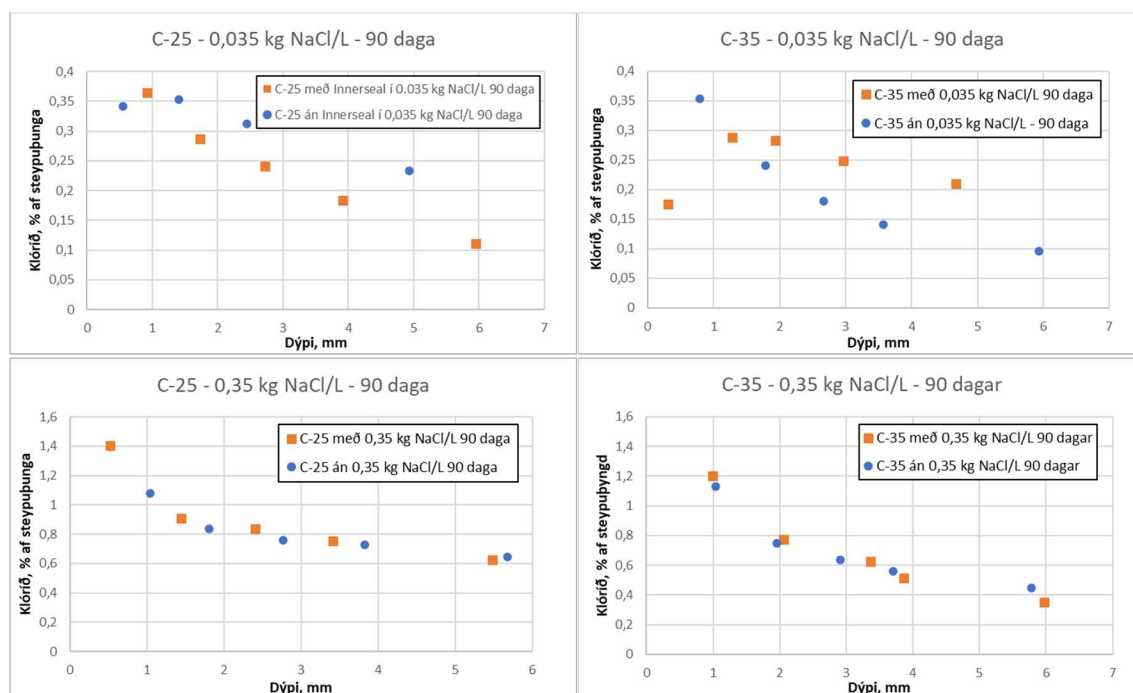 C-25 - 0,035 kg NaCl/L - 90 daga
Klóríð, % af steypuþunga
0,4
0,35
0,3
0,25
0,2
0,15
0,1
0,05
0
C-25 með Innerseal í 0.035 kg NaCl/L 90 daga
C-25 án Innerseal í 0,035 kg NaCl/L 90 daga
0 1 2 3 4 5 6 7
Dýpi, mm
C-35 - 0,035 kg NaCl/L - 90 daga
Klóríð, % af steypuþunga
0,4
0,35
0,3
0,25
0,2
0,15
0,1
0,05
0
C-35 með 0,035 kg NaCl/L 90 daga
C-35 án 0,035 kg NaCl/L - 90 daga
0 1 2 3 4 5 6 7
Dýpi, mm
C-25 - 0,35 kg NaCl/L - 90 daga
Klóríð, % af steypuþunga
1,6
1,4
1,2
1
0,8
0,6
0,4
0,2
0
C-25 með 0,35 kg NaCl/L 90 daga
C-25 án 0,35 kg NaCl/L 90 daga
0 1 2 3 4 5 6
Dýpi, mm
C-35 - 0,35 kg NaCl/L - 90 dagar
Klóríð, % af steypuþyngd
1,6
1,4
1,2
1
0,8
0,6
0,4
0,2
0
C-35 með 0,35 kg NaCl/L 90 dagar
C-35 án 0,35 kg NaCl/L 90 dagar
0 1 2 3 4 5 6 7
Dýpi, mm